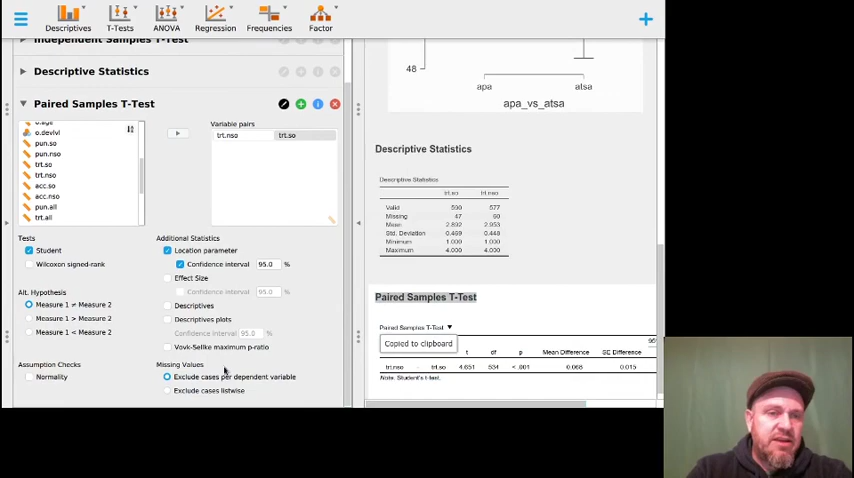 Descriptives
T-Tests
ANOVA
Regression
Frequencies
Factor
Independent Samples T-Test
Descriptive Statistics
Paired Samples T-Test
o.devlvl
pun.so
pun.nso
trt.so
trt.nso
acc.so
acc.nso
pun.all
trt.all
Variable pairs
trt.nso trt.so
Tests
Student
Wilcoxon signed-rank
Alt. Hypothesis
Measure 1 ≠ Measure 2
Measure 1 > Measure 2
Measure 1 < Measure 2
Assumption Checks
Normality
Additional Statistics
Location parameter
Confidence interval 95.0 %
Effect Size
Confidence interval 95.0 %
Descriptives
Descriptives plots
Confidence interval 95.0 %
Vovk-Sellke maximum p-ratio
Missing Values
Exclude cases per dependent variable
Exclude cases listwise
48
apa atsa
apa_vs_atsa
Descriptive Statistics
Descriptive Statistics
trt.so trt.nso
Valid 590 577
Missing 47 60
Mean 2.892 2.953
Std. Deviation 0.469 0.448
Minimum 1.000 1.000
Maximum 4.000 4.000
Paired Samples T-Test
Paired Samples T-Test ▼
Copied to clipboard
t df p Mean Difference SE Difference
trt.nso - trt.so 4.651 534 < .001 0.068 0.015
Note. Student's t-test.